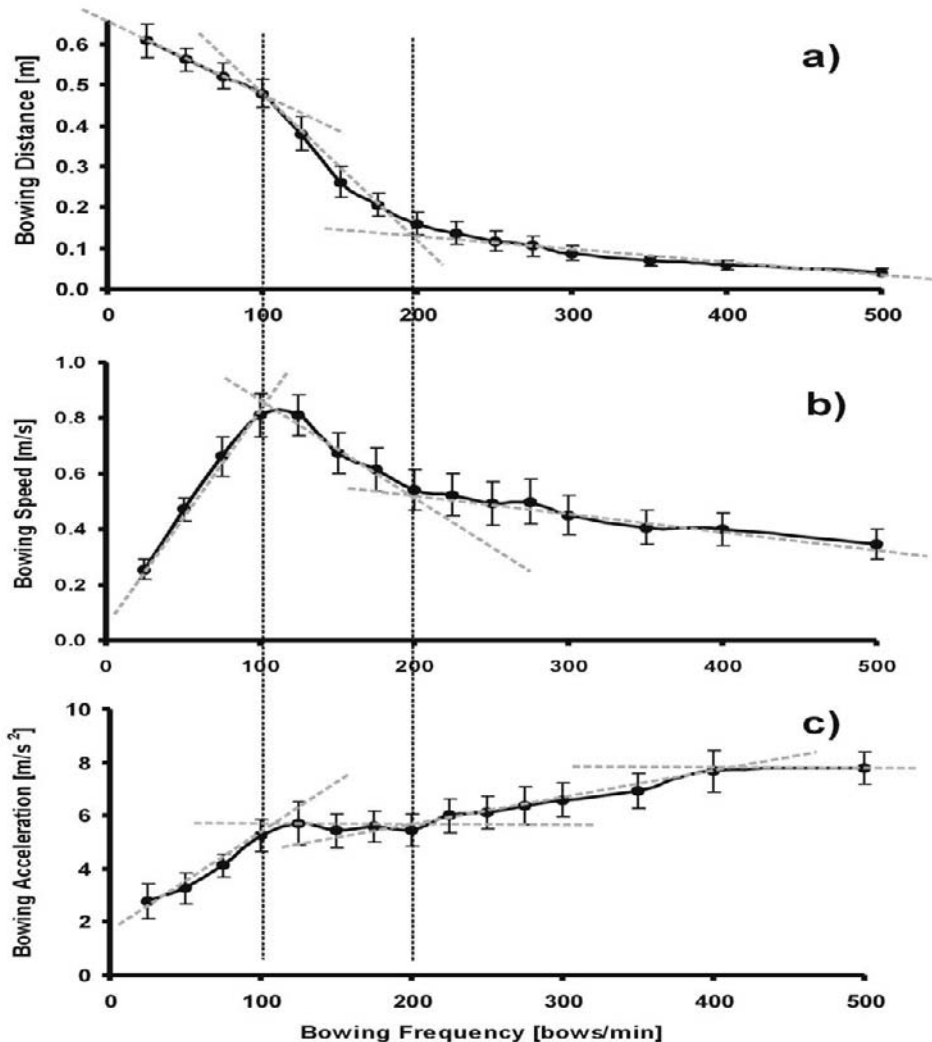 a)
Bowing Distance [m]
0.6
0.5
0.4
0.3
0.2
0.1
0.0
0 100 200 300 400 500
b)
Bowing Speed [m/s]
1.0
0.8
0.6
0.4
0.2
0.0
0 100 200 300 400 500
c)
Bowing Acceleration [m/s²]
10
8
6
4
2
0
0 100 200 300 400 500
Bowing Frequency [bows/min]